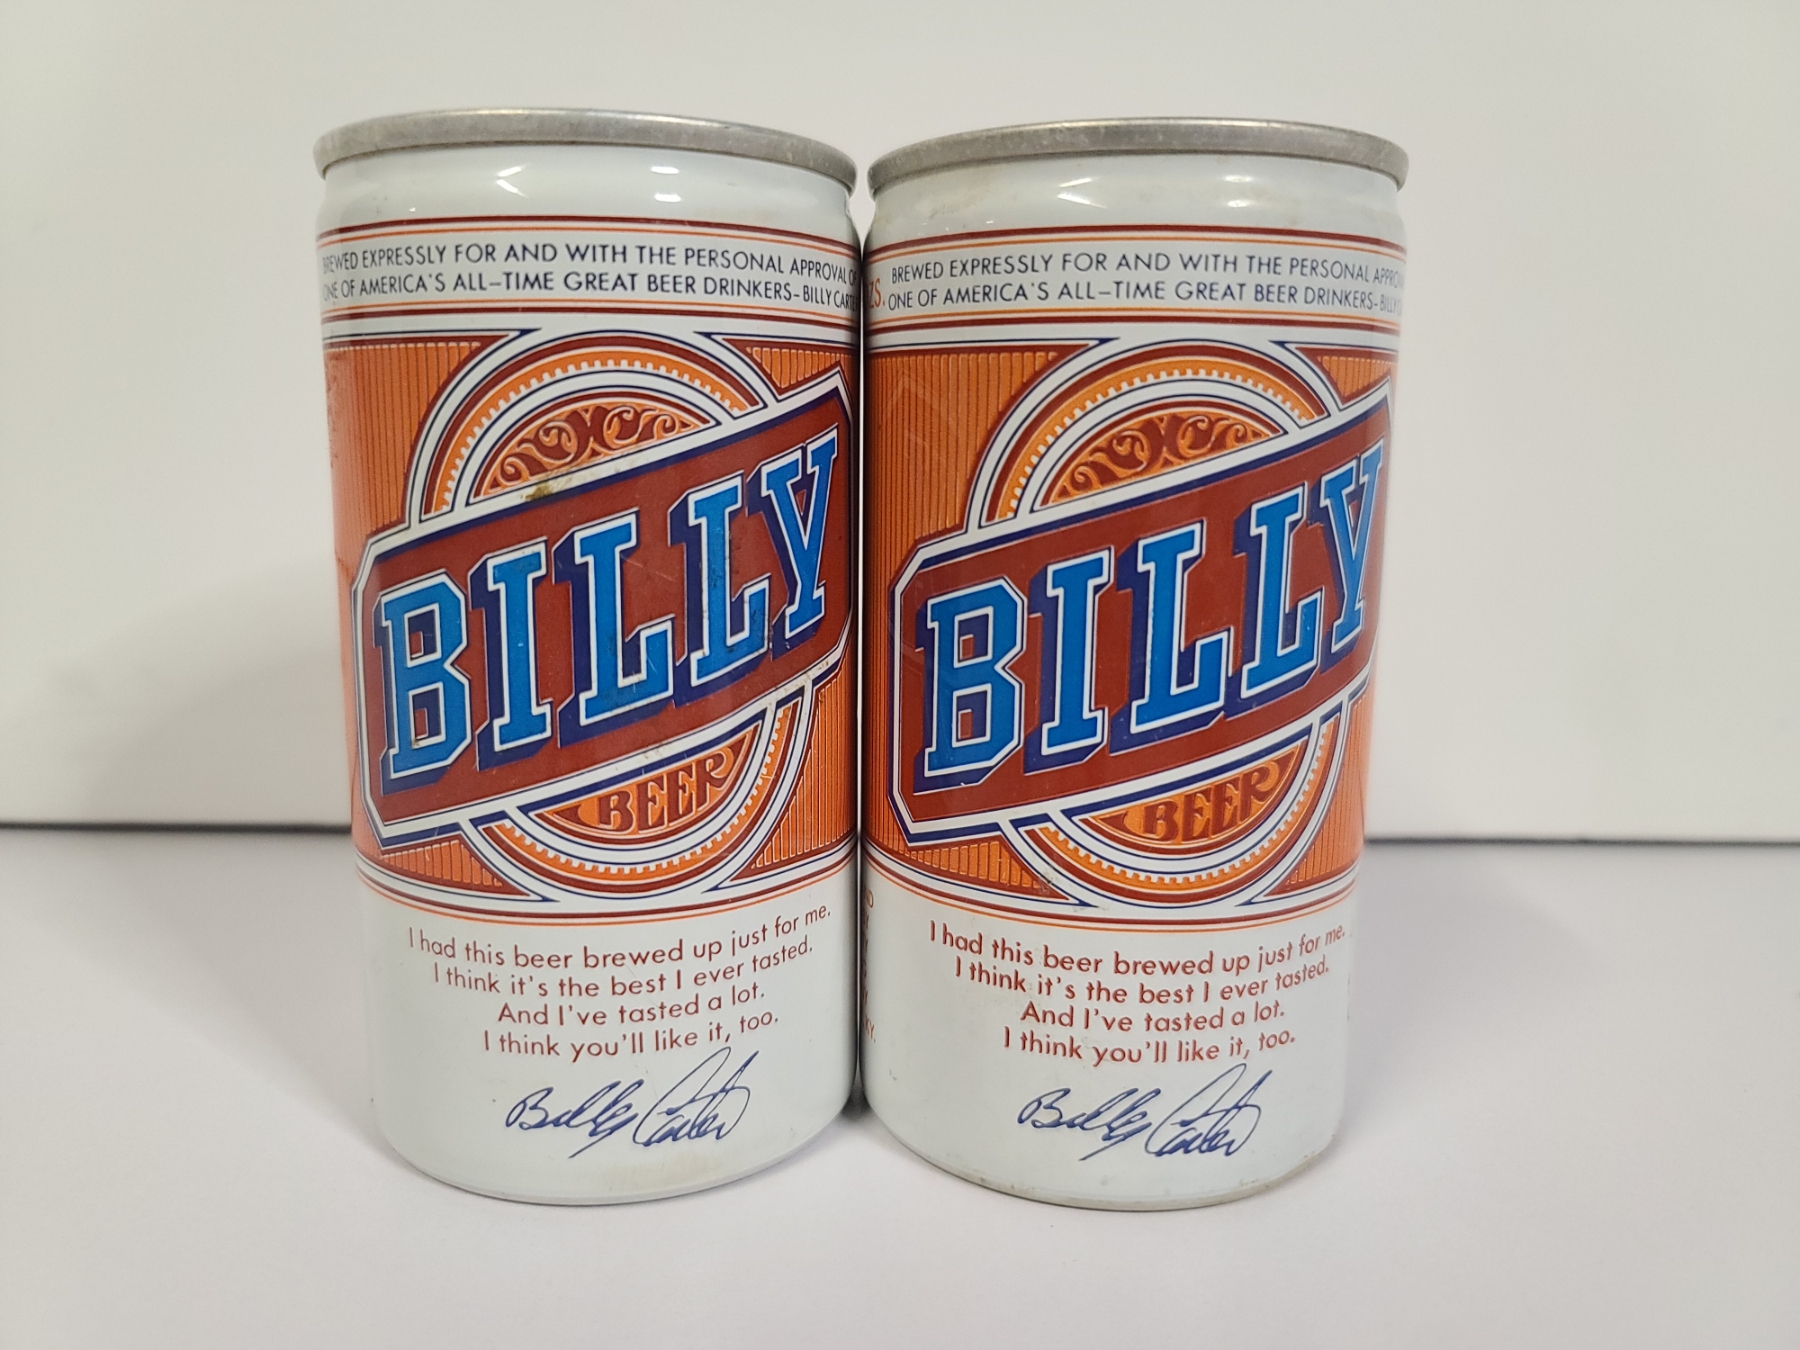 BREWED EXPRESSLY FOR AND WITH THE PERSONAL APPROVAL OF
ONE OF AMERICA'S ALL-TIME GREAT BEER DRINKERS-BILLY CARTER
BILLY
BEER
I had this beer brewed up just for me.
I think it's the best I ever tasted.
And I've tasted a lot.
I think you'll like it, too.
Billy Carter
ZS.
BREWED EXPRESSLY FOR AND WITH THE PERSONAL
ONE OF AMERICA'S ALL-TIME GREAT BEER DRINKERS-BILLY
BILLY
BEER
I had this beer brewed up just for me.
I think it's the best I ever tasted.
And I've tasted a lot.
I think you'll like it, too.
Billy Carter